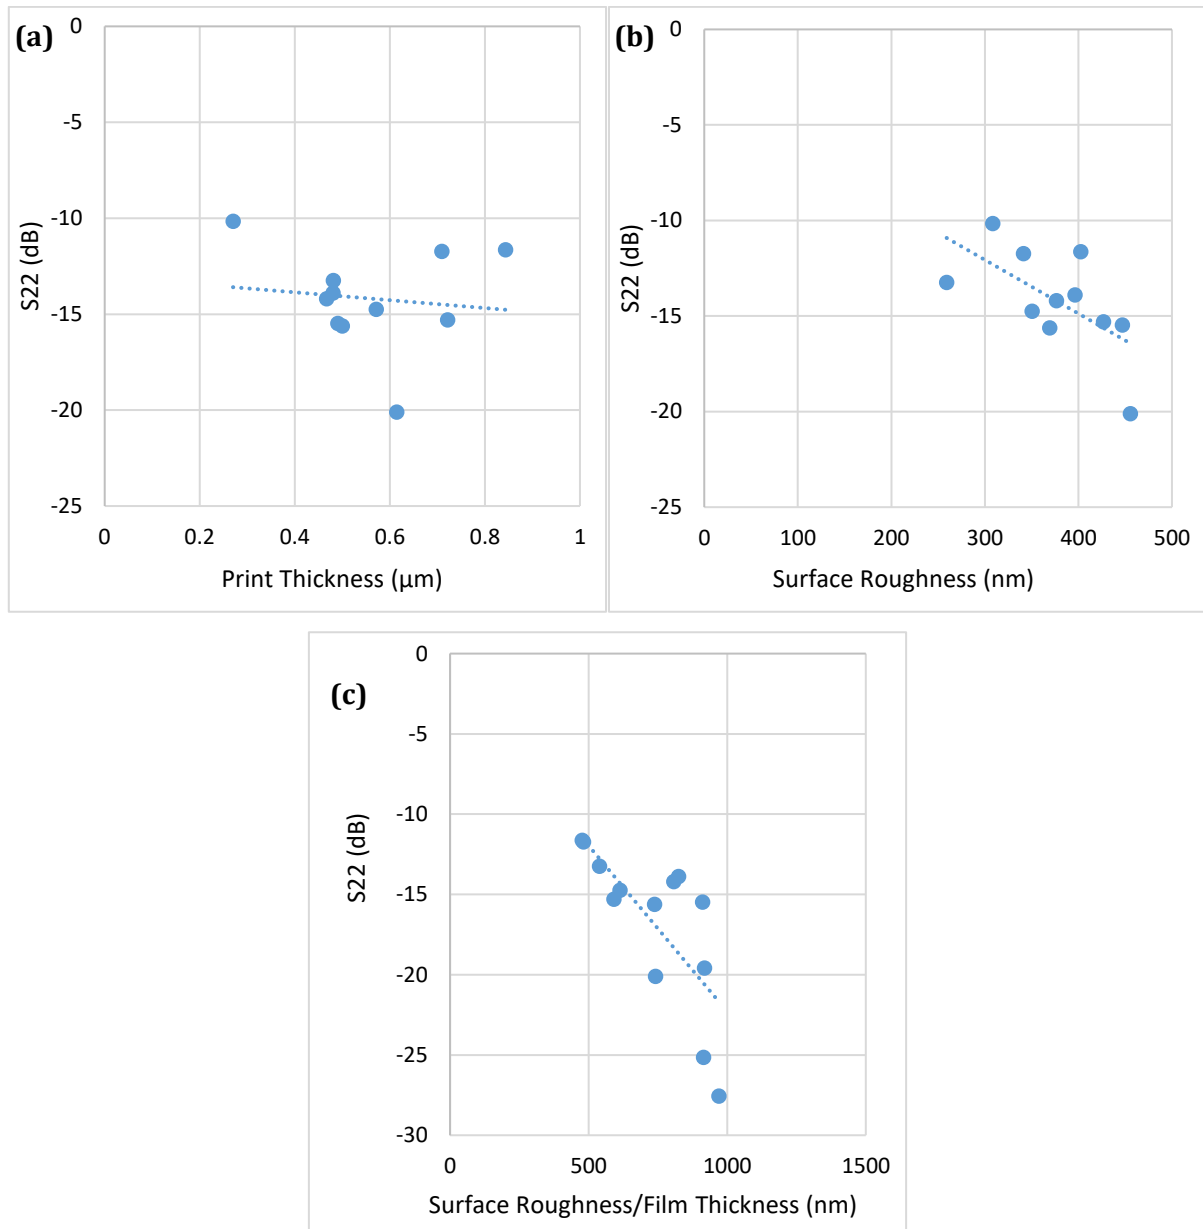 (a)
0
-5
-10
-15
-20
-25
S22 (dB)
0 0.2 0.4 0.6 0.8 1
Print Thickness (µm)
(b)
0
-5
-10
-15
-20
-25
S22 (dB)
0 100 200 300 400 500
Surface Roughness (nm)
(c)
0
-5
-10
-15
-20
-25
-30
S22 (dB)
0 500 1000 1500
Surface Roughness/Film Thickness (nm)